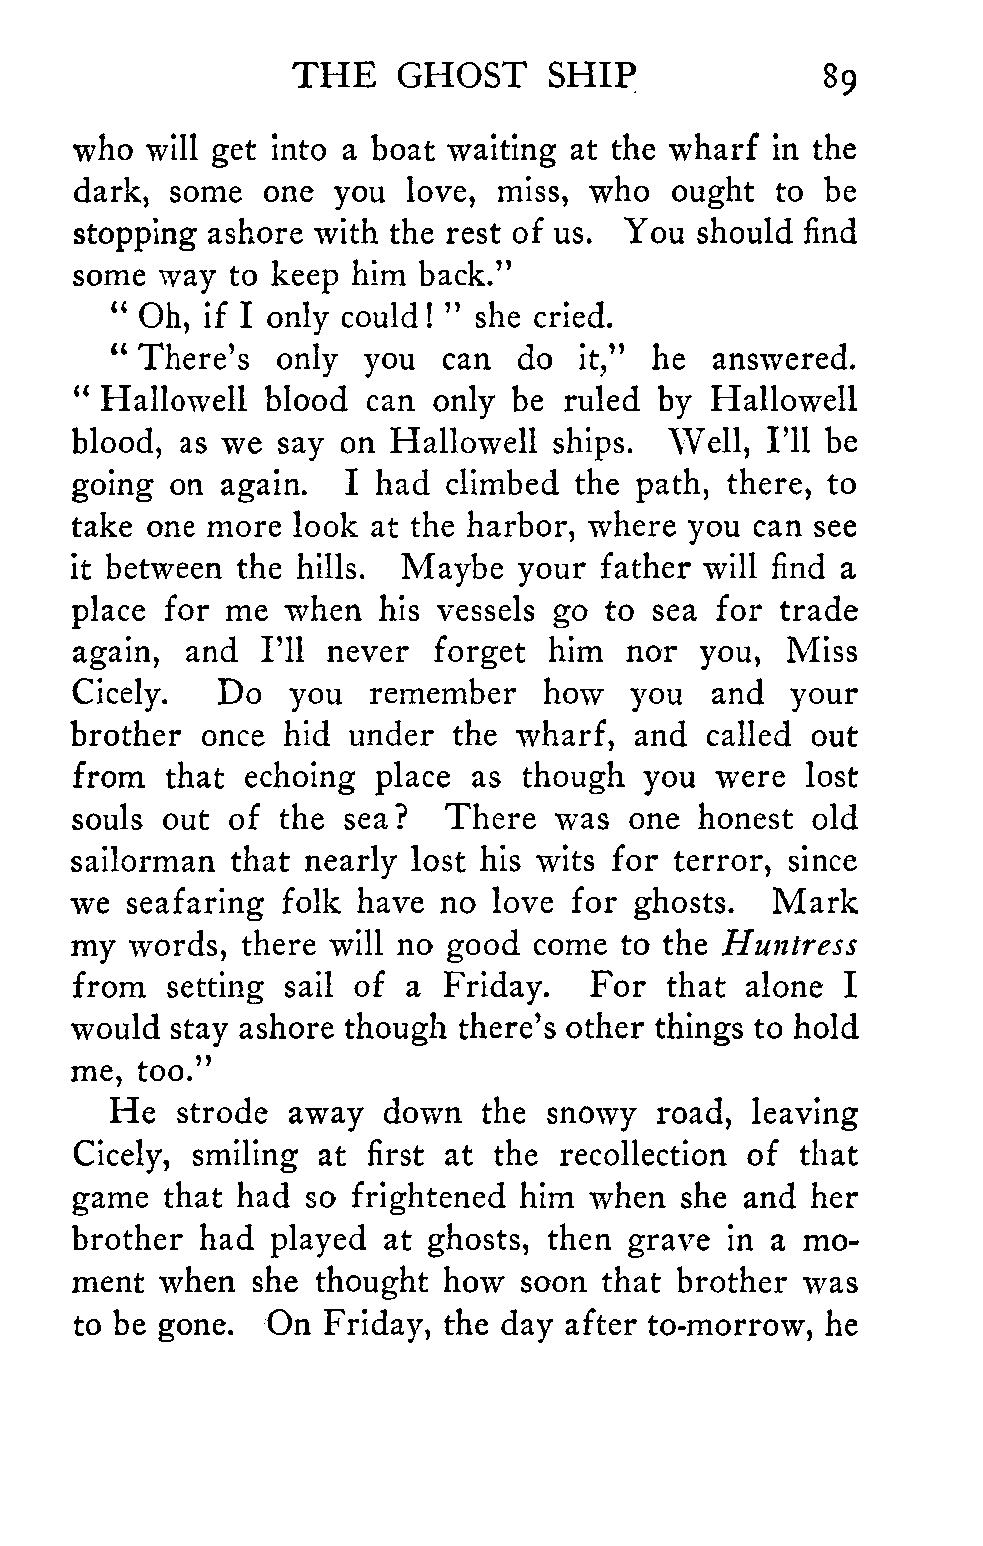 THE GHOST SHIP 89
who will get into a boat waiting at the wharf in the
dark, some one you love, miss, who ought to be
stopping ashore with the rest of us. You should find
some way to keep him back."
" Oh, if I only could! " she cried.
" There's only you can do it," he answered.
" Hallowell blood can only be ruled by Hallowell
blood, as we say on Hallowell ships. Well, I'll be
going on again. I had climbed the path, there, to
take one more look at the harbor, where you can see
it between the hills. Maybe your father will find a
place for me when his vessels go to sea for trade
again, and I'll never forget him nor you, Miss
Cicely. Do you remember how you and your
brother once hid under the wharf, and called out
from that echoing place as though you were lost
souls out of the sea? There was one honest old
sailorman that nearly lost his wits for terror, since
we seafaring folk have no love for ghosts. Mark
my words, there will no good come to the Huntress
from setting sail of a Friday. For that alone I
would stay ashore though there's other things to hold
me, too."
He strode away down the snowy road, leaving
Cicely, smiling at first at the recollection of that
game that had so frightened him when she and her
brother had played at ghosts, then grave in a mo-
ment when she thought how soon that brother was
to be gone. On Friday, the day after to-morrow, he